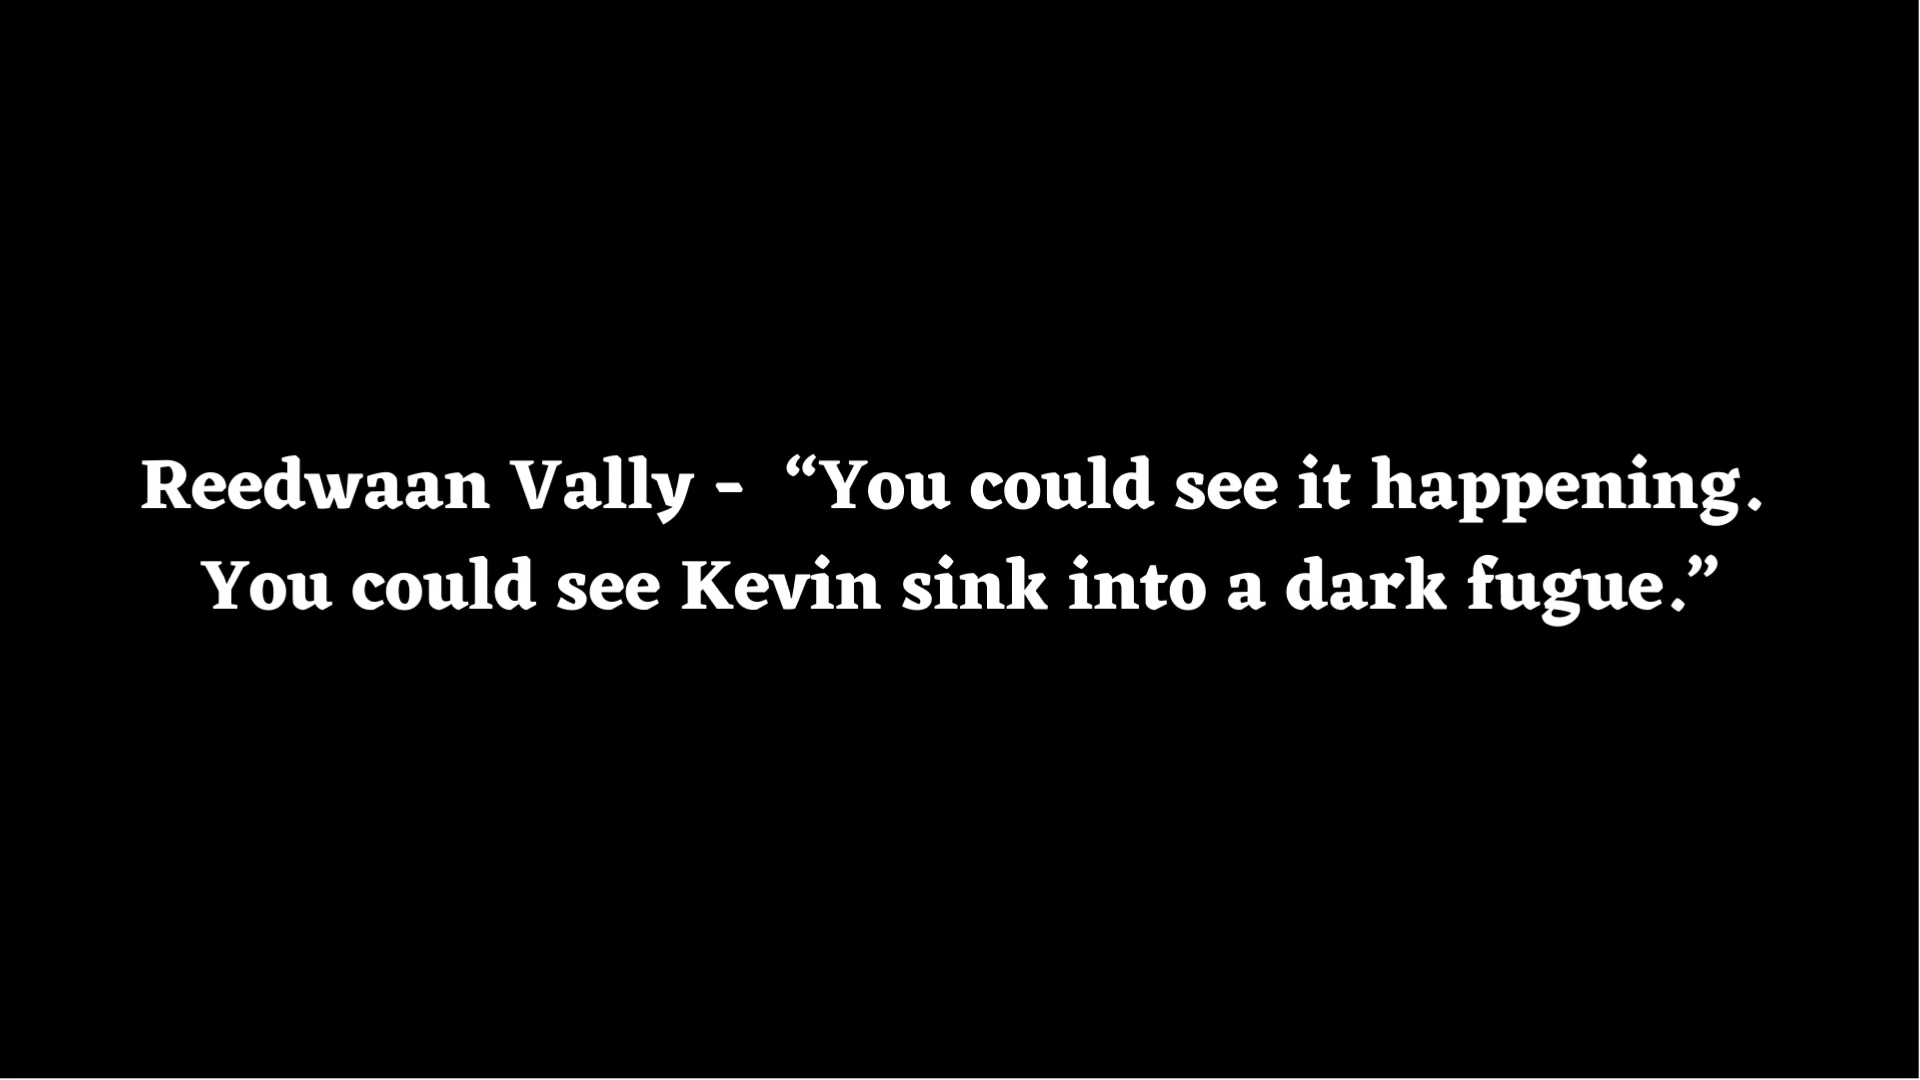 Reedwaan Vally -  “You could see it happening.
You could see Kevin sink into a dark fugue.”